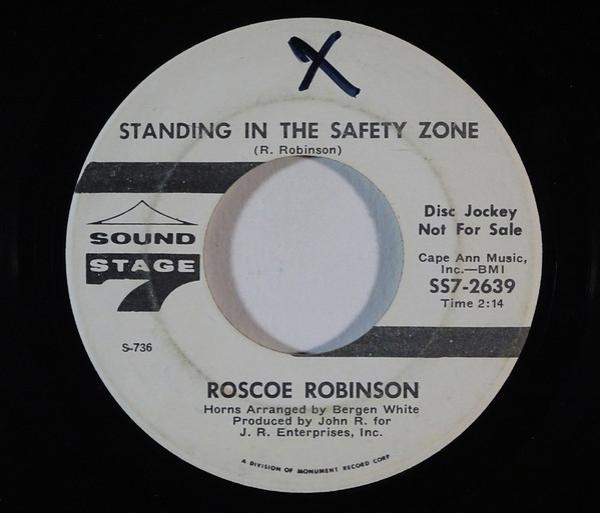 X
STANDING IN THE SAFETY ZONE
(R. Robinson)
SOUND
STAGE
7
Disc Jockey
Not For Sale
Cape Ann Music,
Inc.—BMI
SS7-2639
Time 2:14
S-736
ROSCOE ROBINSON
Horns Arranged by Bergen White
Produced by John R. for
J. R. Enterprises, Inc.
A DIVISION OF MONUMENT RECORD CORP.